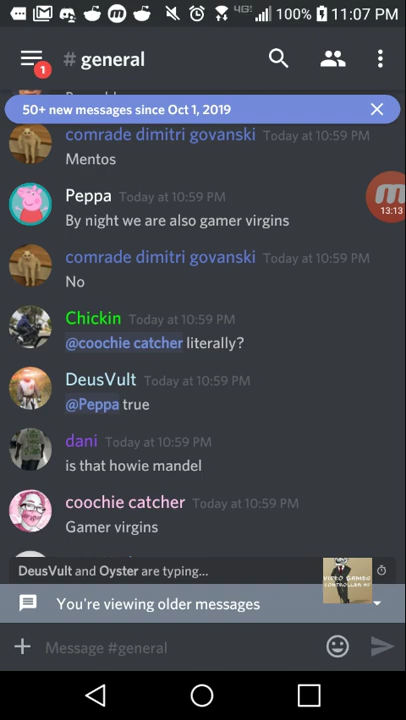 4G 100% 11:07 PM
1
# general
50+ new messages since Oct 1, 2019
comrade dimitri govanski Today at 10:59 PM
Mentos
13:13
Peppa Today at 10:59 PM
By night we are also gamer virgins
comrade dimitri govanski Today at 10:59 PM
No
Chickin Today at 10:59 PM
@coochie catcher literally?
DeusVult Today at 10:59 PM
@Peppa true
dani Today at 10:59 PM
is that howie mandel
coochie catcher Today at 10:59 PM
Gamer virgins
DeusVult and Oyster are typing...
VIDEO GAMES
You're viewing older messages
Message #general